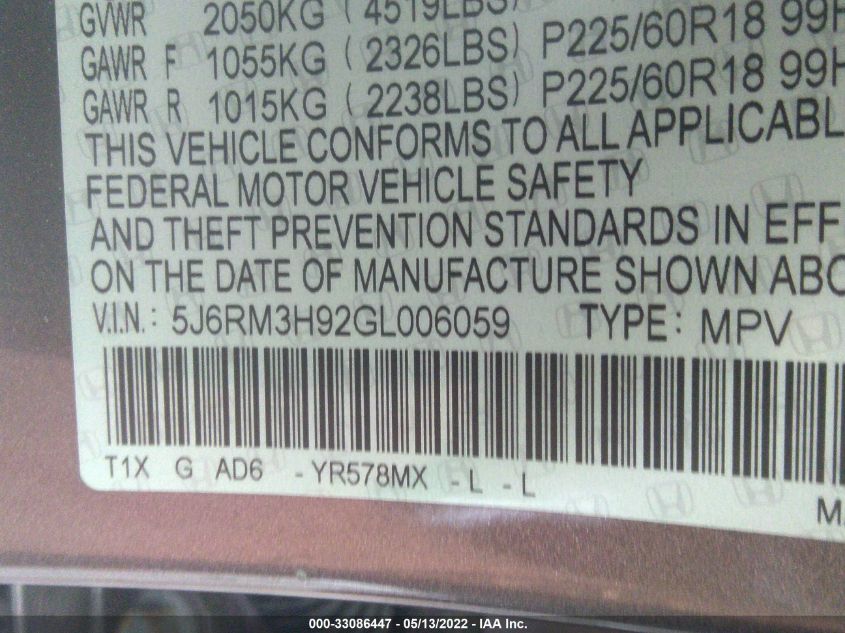 GVWR 2050KG (4519LBS)
GAWR F 1055KG (2326LBS) P225/60R18 99H
GAWR R 1015KG (2238LBS) P225/60R18 99H
THIS VEHICLE CONFORMS TO ALL APPLICABL
FEDERAL MOTOR VEHICLE SAFETY
AND THEFT PREVENTION STANDARDS IN EFF
ON THE DATE OF MANUFACTURE SHOWN ABO
V.I.N.: 5J6RM3H92GL006059 TYPE: MPV
T1X G AD6 -YR578MX -L -L
000-33086447 - 05/13/2022 - IAA Inc.